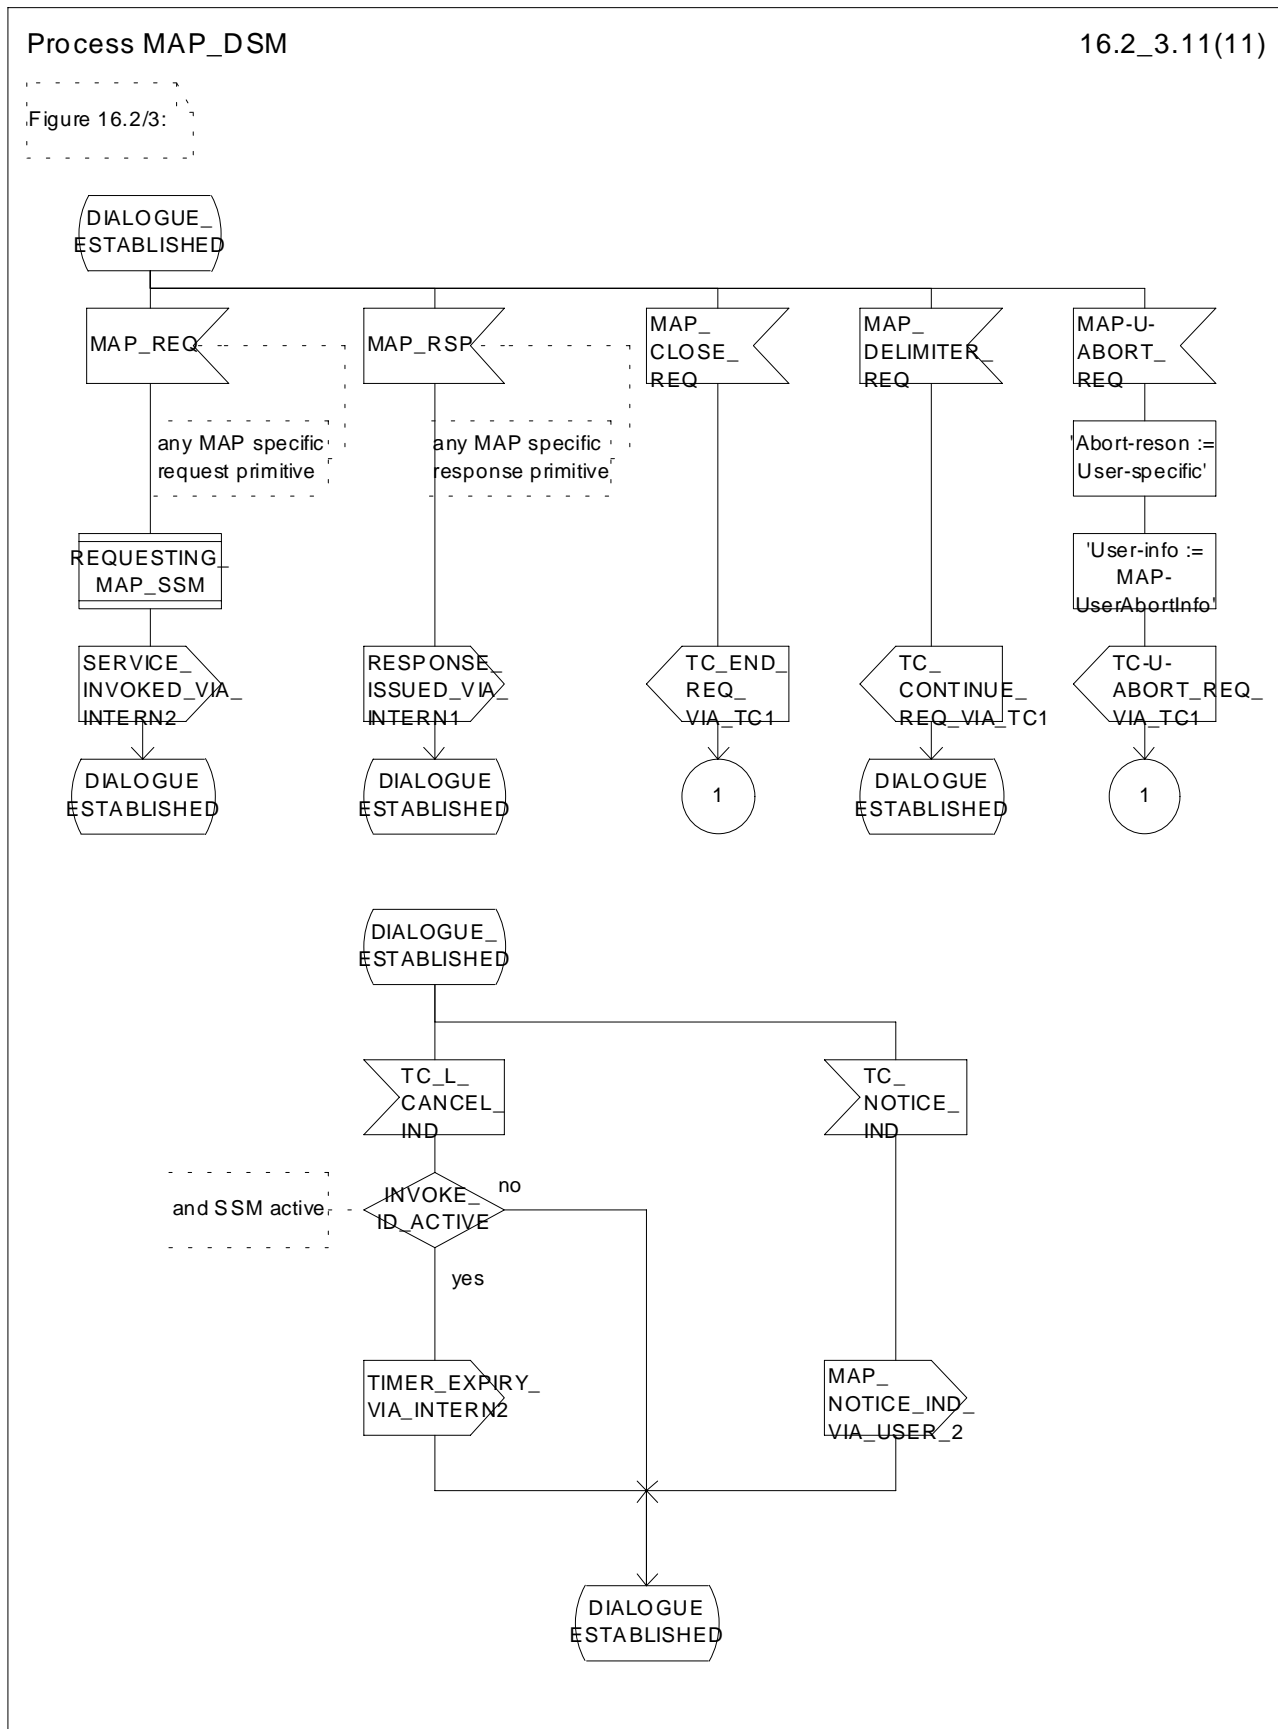 Process MAP_DSM
16.2_3.11(11)
Figure 16.2/3:
DIALOGUE_
ESTABLISHED
MAP_REQ
MAP_RSP
MAP_
CLOSE_
REQ
MAP_
DELIMITER_
REQ
MAP-U-
ABORT_
REQ
any MAP specific
request primitive
any MAP specific
response primitive
'Abort-reson :=
User-specific'
REQUESTING_
MAP_SSM
'User-info :=
MAP-
UserAbortInfo'
SERVICE_
INVOKED_VIA_
INTERN2
RESPONSE_
ISSUED_VIA_
INTERN1
TC_END_
REQ_
VIA_TC1
TC_
CONTINUE_
REQ_VIA_TC1
TC-U-
ABORT_REQ_
VIA_TC1
DIALOGUE
ESTABLISHED
DIALOGUE
ESTABLISHED
1
DIALOGUE
ESTABLISHED
1
DIALOGUE_
ESTABLISHED
TC_L_
CANCEL_
IND
TC_
NOTICE_
IND
and SSM active
INVOKE_
ID_ACTIVE
no
yes
TIMER_EXPIRY_
VIA_INTERN2
MAP_
NOTICE_IND_
VIA_USER_2
DIALOGUE
ESTABLISHED